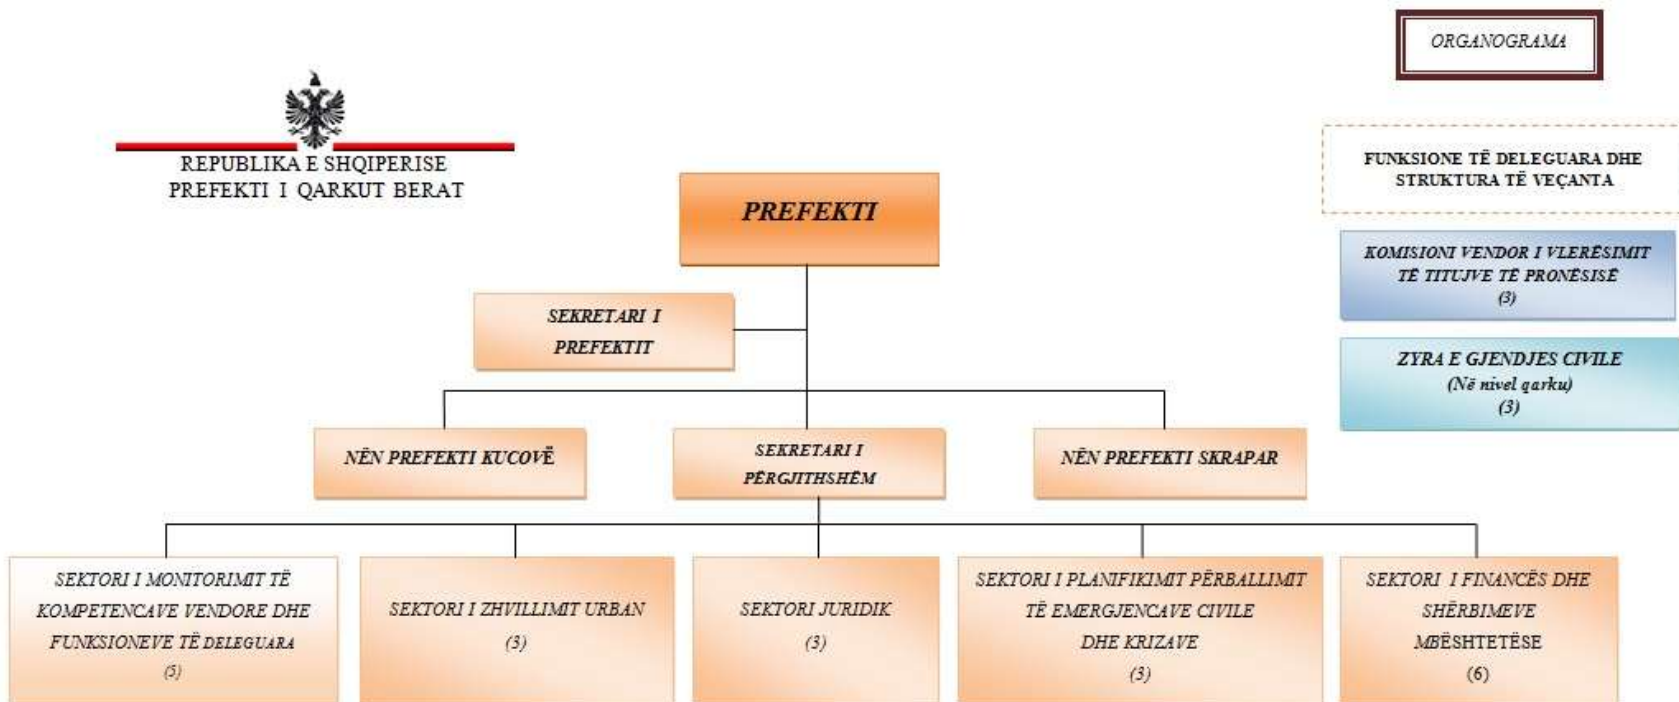 ORGANOGRAMA
REPUBLIKA E SHQIPERISE
PREFEKTI I QARKUT BERAT
FUNKSIONE TË DELEGUARA DHE
STRUKTURA TË VEÇANTA
PREFEKTI
KOMISIONI VENDOR I VLERËSIMIT
TË TITUJVE TË PRONËSISË
(3)
SEKRETARI I
PREFEKTIT
ZYRA E GJENDJES CIVILE
(Në nivel qarku)
(3)
NËN PREFEKTI KUCOVË
SEKRETARI I
PËRGJITHSHËM
NËN PREFEKTI SKRAPAR
SEKTORI I MONITORIMIT TË
KOMPETENCAVE VENDORE DHE
FUNKSIONEVE TË DELEGUARA
(5)
SEKTORI I ZHVILLIMIT URBAN
(3)
SEKTORI JURIDIK
(3)
SEKTORI I PLANIFIKIMIT PËRBALLIMIT
TË EMERGJENCAVE CIVILE
DHE KRIZAVE
(3)
SEKTORI I FINANCËS DHE
SHËRBIMEVE
MBËSHTETËSE
(6)